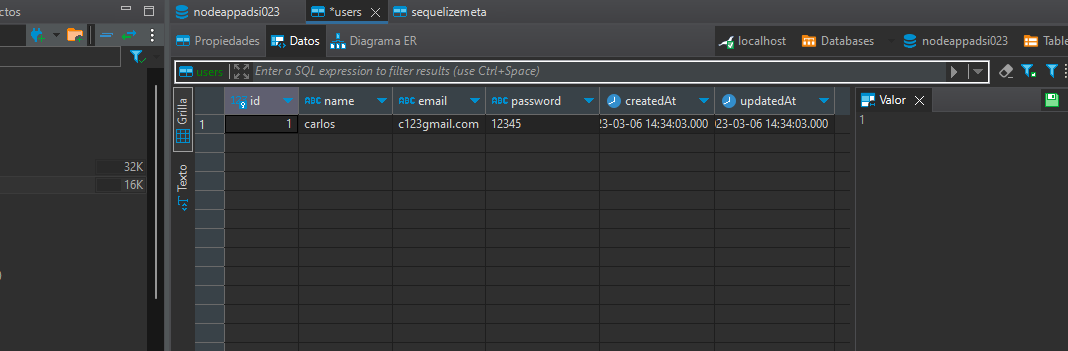 ctos
nodeappadsi023 *users sequelizemeta
Propiedades Datos Diagrama ER localhost Databases nodeappadsi023 Table
users Enter a SQL expression to filter results (use Ctrl+Space)
Grilla
Texto
id name email password createdAt updatedAt
1 1 carlos c123gmail.com 12345 23-03-06 14:34:03.000 023-03-06 14:34:03.000
Valor
1
32K
16K